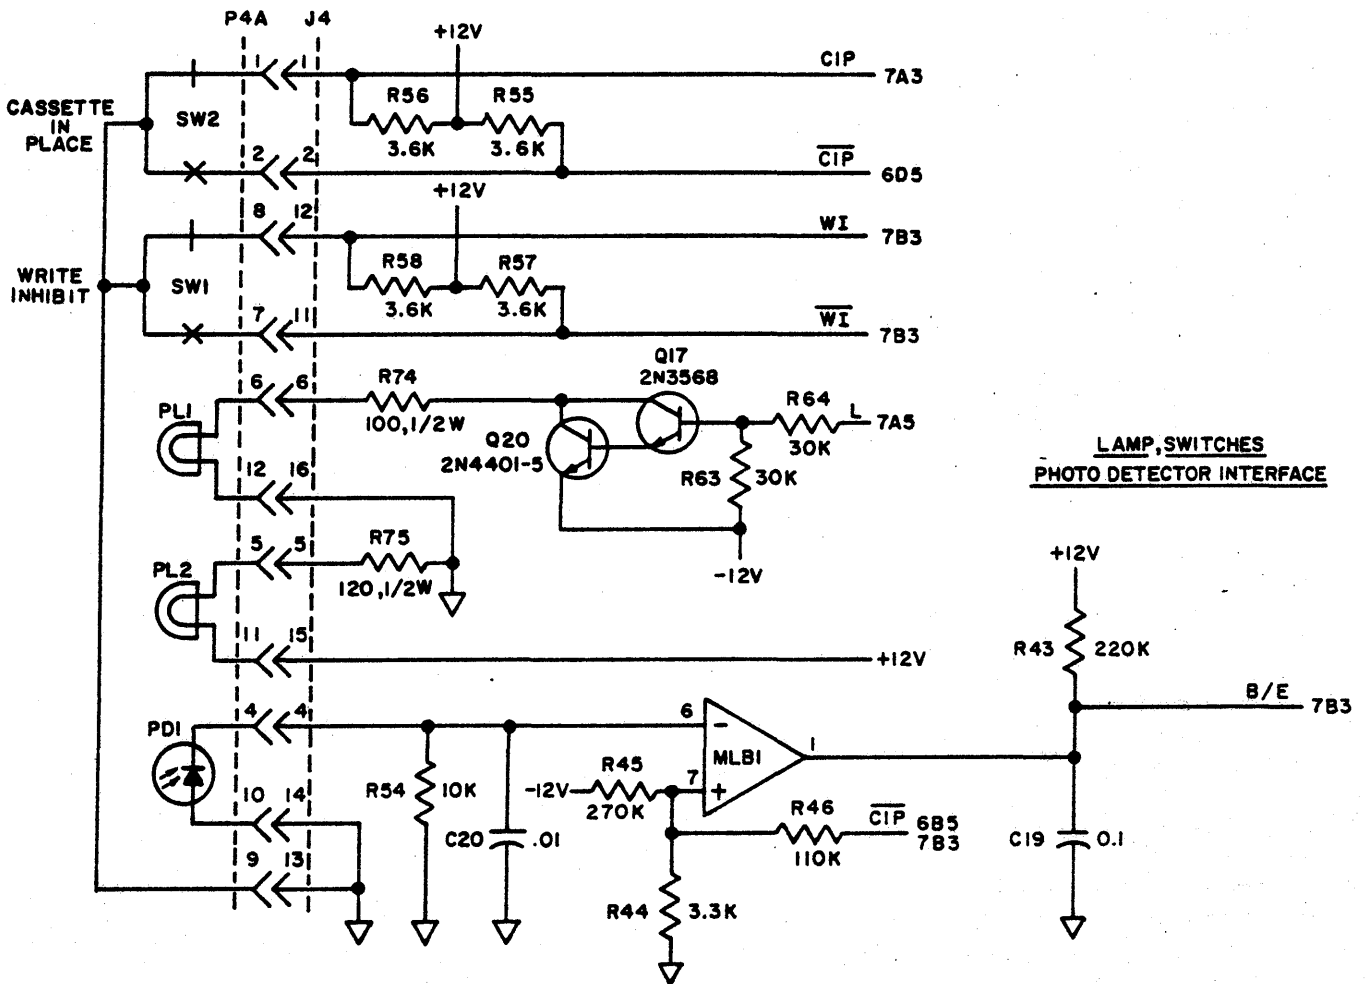 P4A J4
+12V
1 1 CIP 7A3
R56 R55
CASSETTE
IN
PLACE
SW2
3.6K 3.6K
2 2 C̅I̅P̅ 6D5
+12V
8 12 WI 7B3
R58 R57
WRITE
INHIBIT
SW1
3.6K 3.6K
7 11 W̅I̅ 7B3
Q17
2N3568
6 6 R74
R64
L 7A5
PL1
100,1/2W
30K
Q20
2N4401-5
LAMP, SWITCHES
PHOTO DETECTOR INTERFACE
12 16
R63 30K
5 5 R75
-12V
+12V
PL2
120,1/2W
11 15
+12V
R43 220K
B/E 7B3
4 4
6
PD1
-
MLB1
1
R45
7
+
-12V
270K
R54 10K
10 14
R46
C̅I̅P̅ 6B5
7B3
110K
C20 .01
C19 0.1
9 13
R44 3.3K